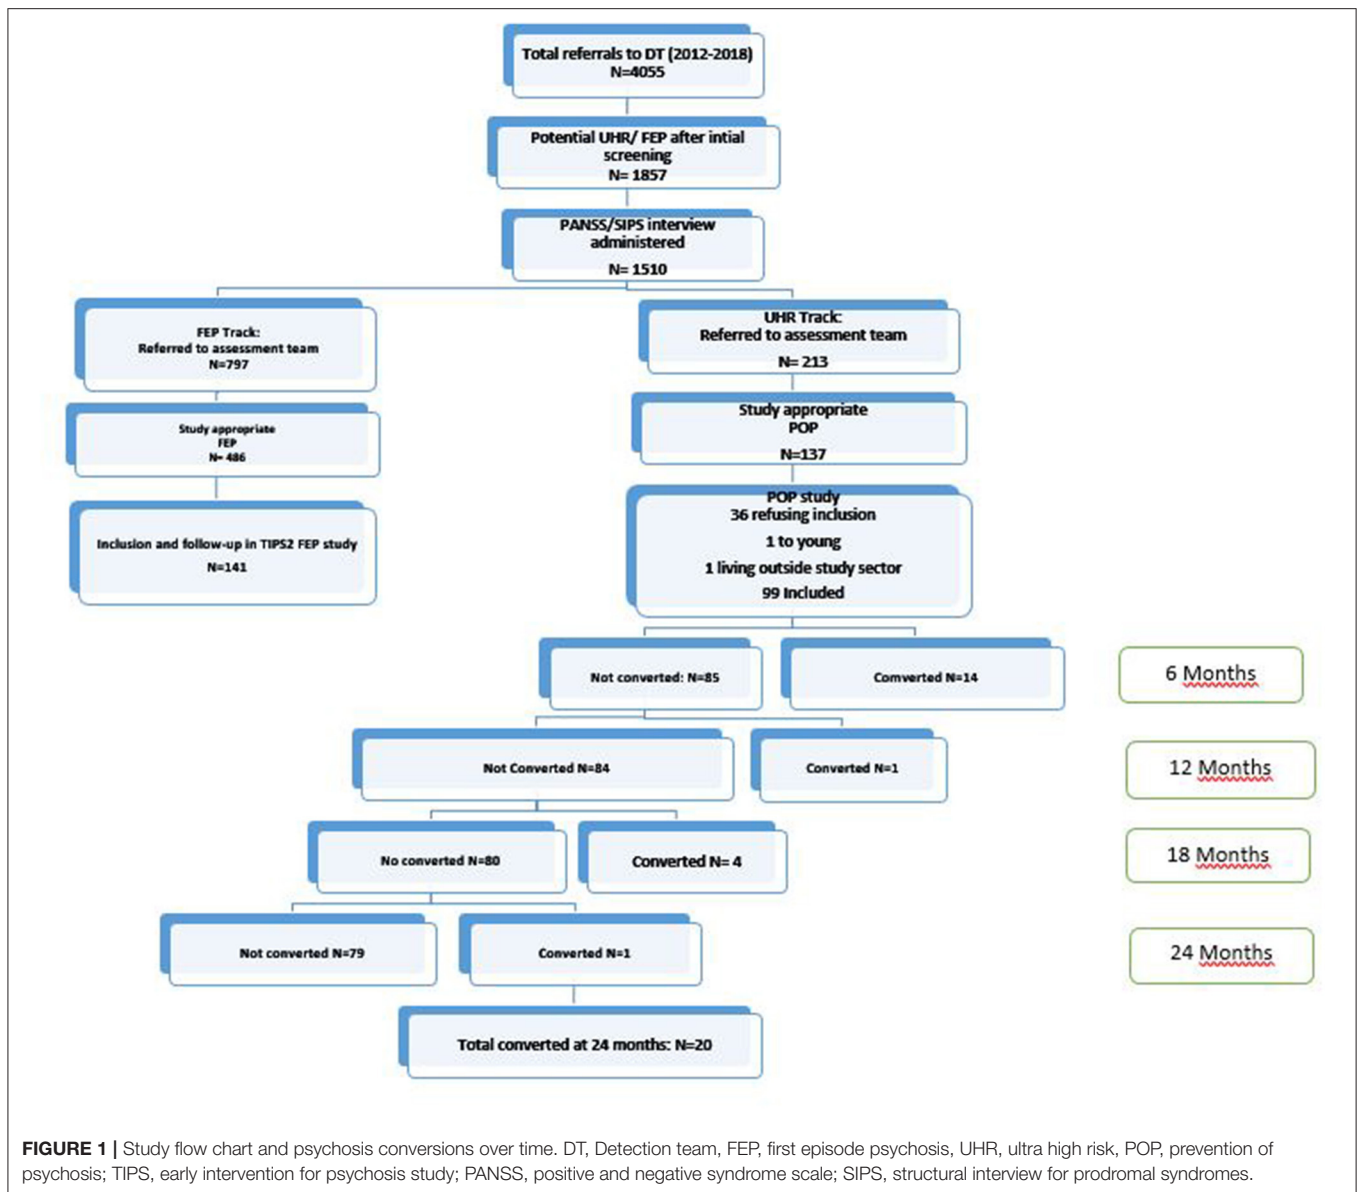 Total referrals to DT (2012-2018)
N=4055
Potential UHR/ FEP after intial
screening
N= 1857
PANSS/SIPS interview
administered
N= 1510
FEP Track:
Referred to assessment team
N=797
UHR Track:
Referred to assessment team
N= 213
Study appropriate
FEP
N= 486
Study appropriate
POP
N=137
Inclusion and follow-up in TIPS2 FEP study
N=141
POP study
36 refusing inclusion
1 to young
1 living outside study sector
99 Included
Not converted: N=85
Comverted N=14
6 Months
Not Converted N=84
Converted N=1
12 Months
No converted N=80
Converted N= 4
18 Months
Not converted N=79
Converted N=1
24 Months
Total converted at 24 months: N=20
FIGURE 1 | Study flow chart and psychosis conversions over time. DT, Detection team, FEP, first episode psychosis, UHR, ultra high risk, POP, prevention of
psychosis; TIPS, early intervention for psychosis study; PANSS, positive and negative syndrome scale; SIPS, structural interview for prodromal syndromes.